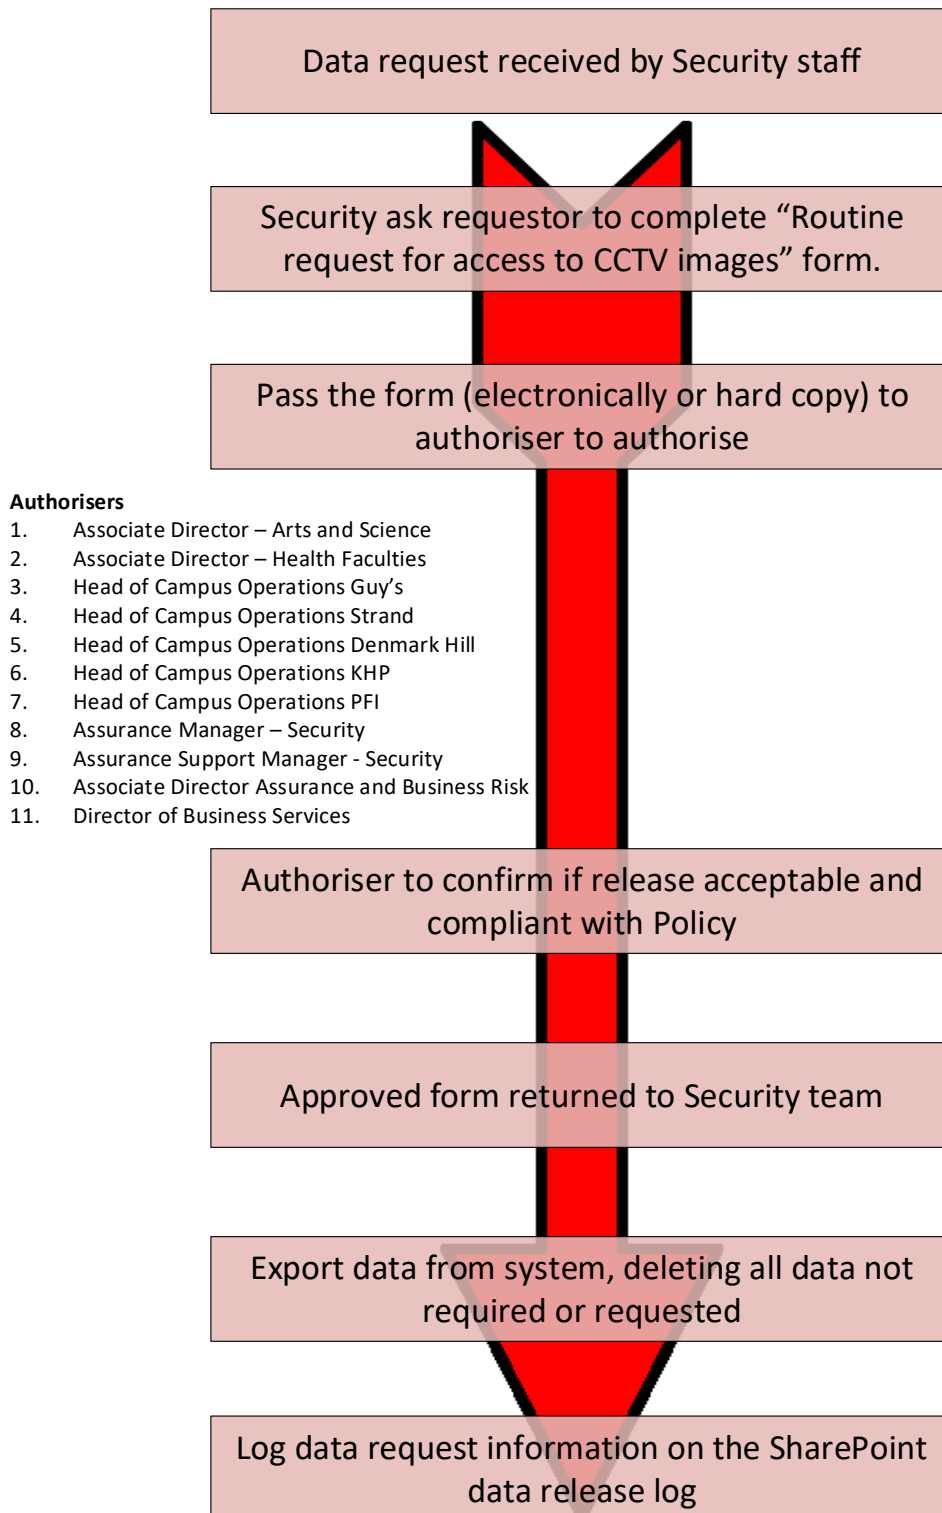 Data request received by Security staff
Security ask requestor to complete “Routine
request for access to CCTV images” form.
Pass the form (electronically or hard copy) to
authoriser to authorise
Authorisers
1. Associate Director – Arts and Science
2. Associate Director – Health Faculties
3. Head of Campus Operations Guy’s
4. Head of Campus Operations Strand
5. Head of Campus Operations Denmark Hill
6. Head of Campus Operations KHP
7. Head of Campus Operations PFI
8. Assurance Manager – Security
9. Assurance Support Manager - Security
10. Associate Director Assurance and Business Risk
11. Director of Business Services
Authoriser to confirm if release acceptable and
compliant with Policy
Approved form returned to Security team
Export data from system, deleting all data not
required or requested
Log data request information on the SharePoint
data release log